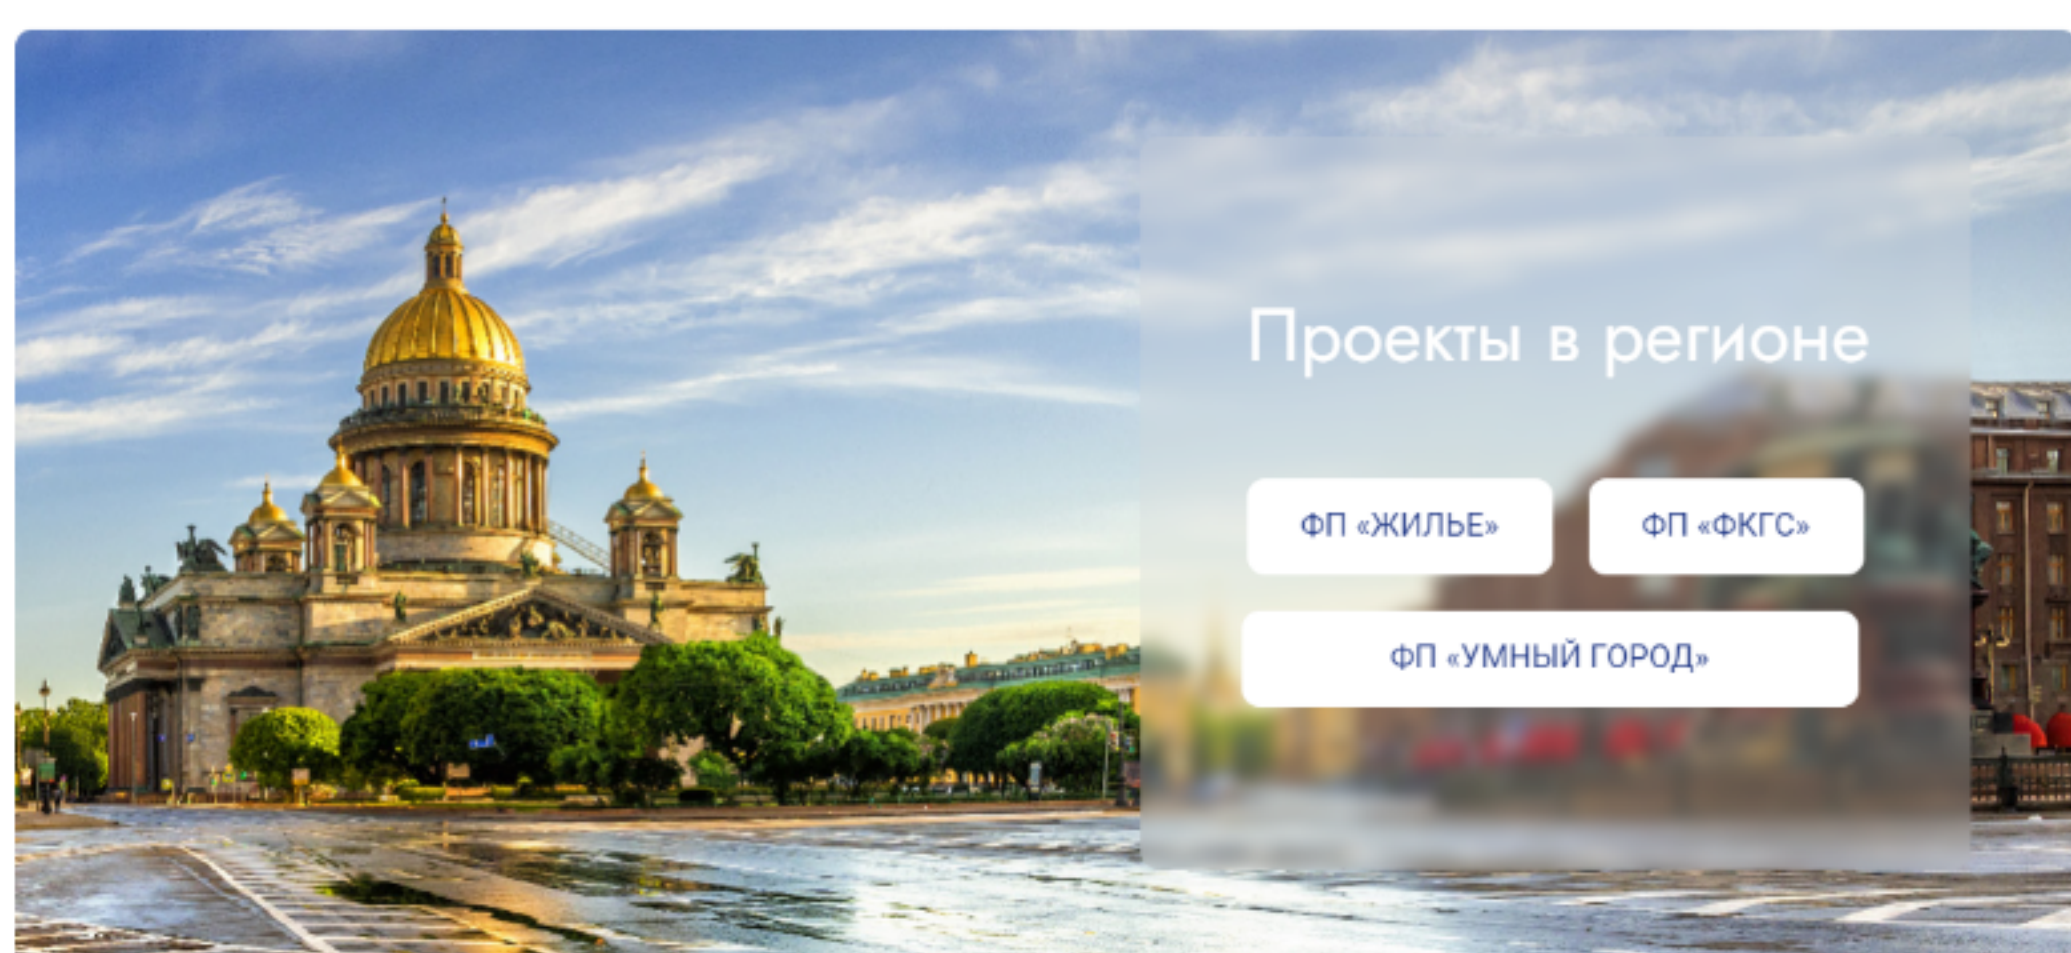 Проекты в регионе
ФП «ЖИЛЬЕ» ФП «ФКГС»
ФП «УМНЫЙ ГОРОД»